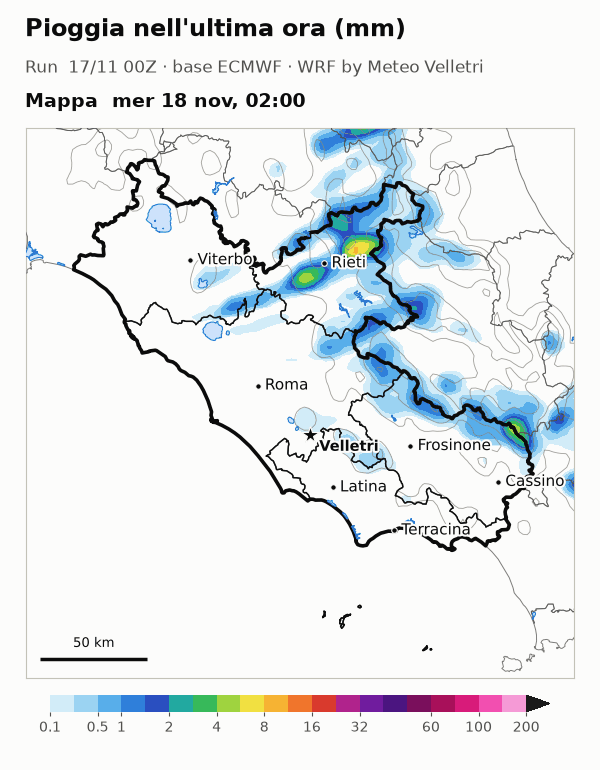 Pioggia nell'ultima ora (mm)
Run  17/11 00Z · base ECMWF · WRF by Meteo Velletri
Mappa  mer 18 nov, 02:00
Viterbo
Rieti
Roma
Velletri
Frosinone
Cassino
Latina
Terracina
50 km
0.1 0.5 1 2 4 8 16 32 60 100 200